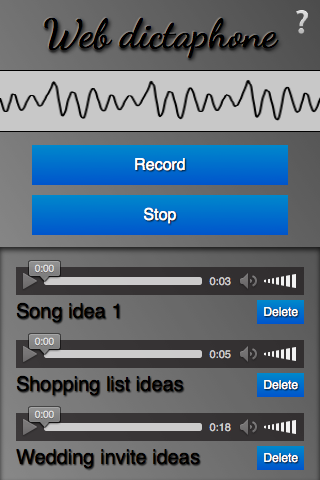 Web dictaphone ?
Record
Stop
0:00
0:03
Song idea 1 Delete
0:00
0:05
Shopping list ideas Delete
0:00
0:18
Wedding invite ideas Delete